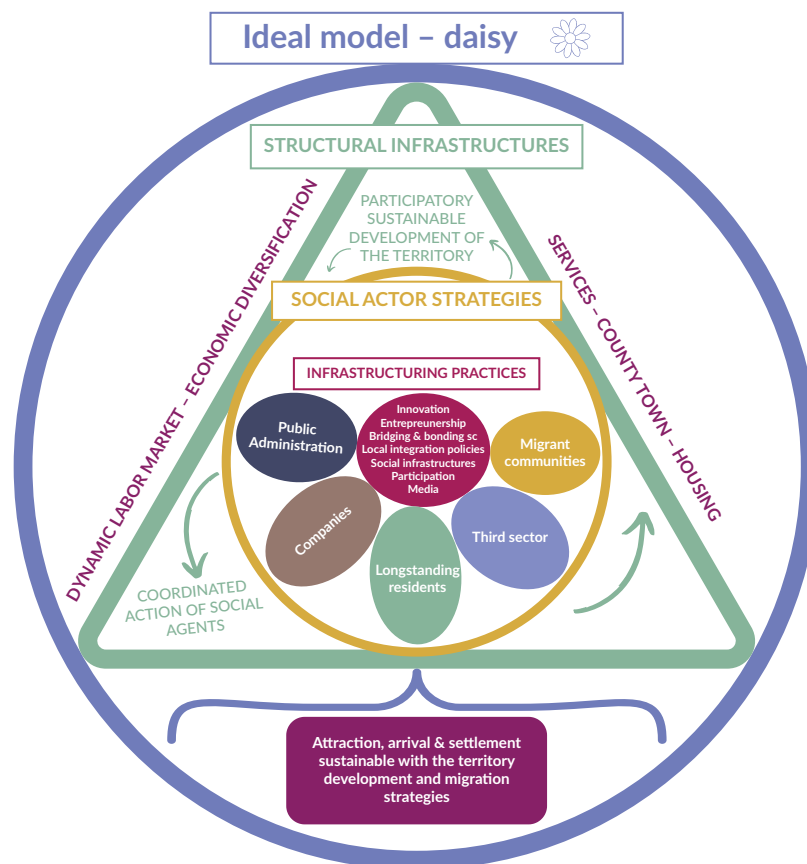 Ideal model – daisy
STRUCTURAL INFRASTRUCTURES
PARTICIPATORY
SUSTAINABLE
DEVELOPMENT OF
THE TERRITORY
DYNAMIC LABOR MARKET – ECONOMIC DIVERSIFICATION
SERVICES – COUNTY TOWN – HOUSING
SOCIAL ACTOR STRATEGIES
INFRASTRUCTURING PRACTICES
Public
Administration
Innovation
Entrepreunership
Bridging & bonding sc
Local integration policies
Social infrastructures
Participation
Media
Migrant
communities
Companies
Longstanding
residents
Third sector
COORDINATED
ACTION OF SOCIAL
AGENTS
Attraction, arrival & settlement
sustainable with the territory
development and migration
strategies